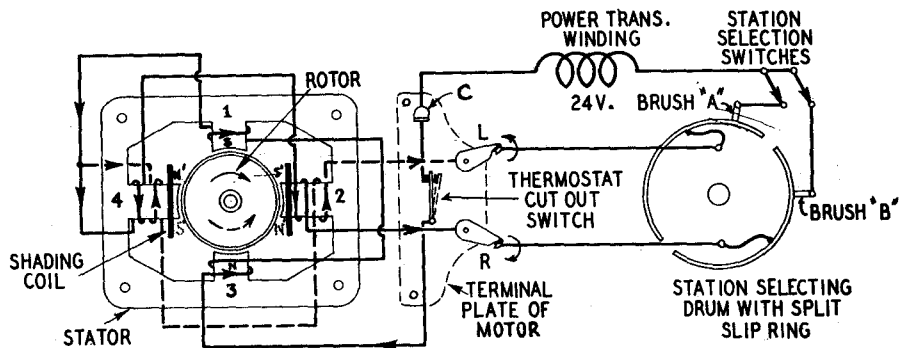 POWER TRANS.
WINDING
24V.
STATION
SELECTION
SWITCHES
BRUSH "A"
BRUSH "B"
ROTOR
C
L
R
1
2
3
4
S
N
N'
S'
S'
N'
THERMOSTAT
CUT OUT
SWITCH
SHADING
COIL
STATOR
TERMINAL
PLATE OF
MOTOR
STATION SELECTING
DRUM WITH SPLIT
SLIP RING